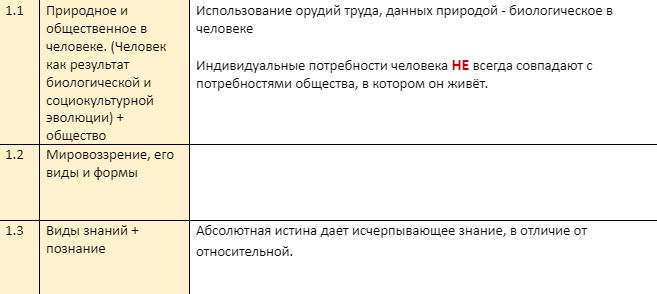 1.1
Природное и
общественное в
человеке. (Человек
как результат
биологической и
социокультурной
эволюции) +
общество
Использование орудий труда, данных природой - биологическое в
человеке
Индивидуальные потребности человека НЕ всегда совпадают с
потребностями общества, в котором он живёт.
1.2
Мировоззрение, его
виды и формы
1.3
Виды знаний +
познание
Абсолютная истина дает исчерпывающее знание, в отличие от
относительной.